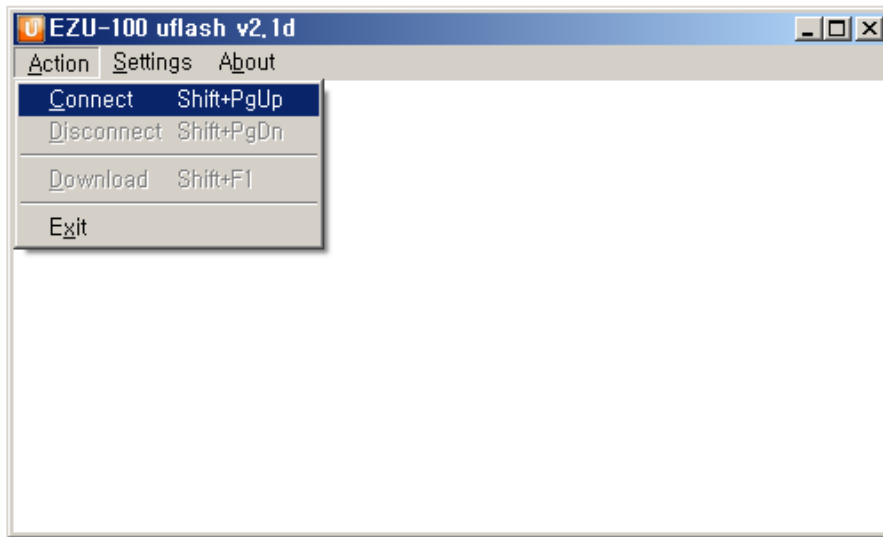 U EZU-100 uflash v2.1d
Action Settings About
Connect Shift+PgUp
Disconnect Shift+PgDn
Download Shift+F1
Exit